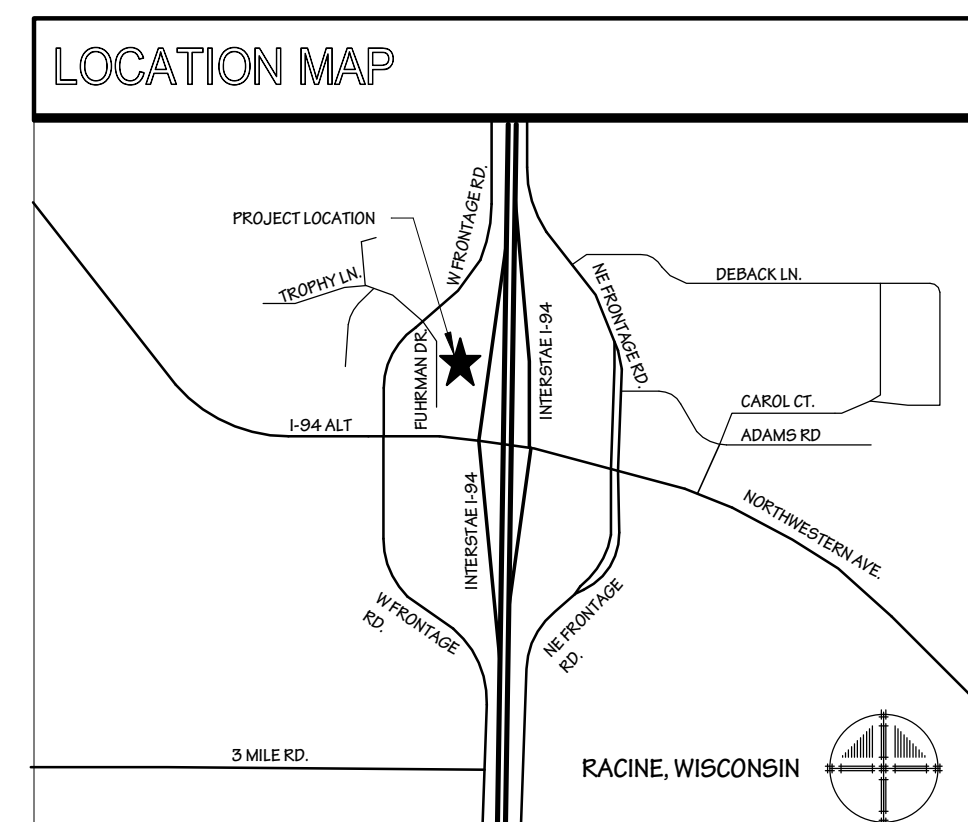 LOCATION MAP
W FRONTAGE RD.
PROJECT LOCATION
TROPHY LN.
DEBACK LN.
NE FRONTAGE RD.
INTERSTAE I-94
FUHRMAN DR.
CAROL CT.
I-94 ALT
ADAMS RD
INTERSTAE I-94
NORTHWESTERN AVE.
W FRONTAGE
RD.
NE FRONTAGE
RD.
3 MILE RD.
RACINE, WISCONSIN